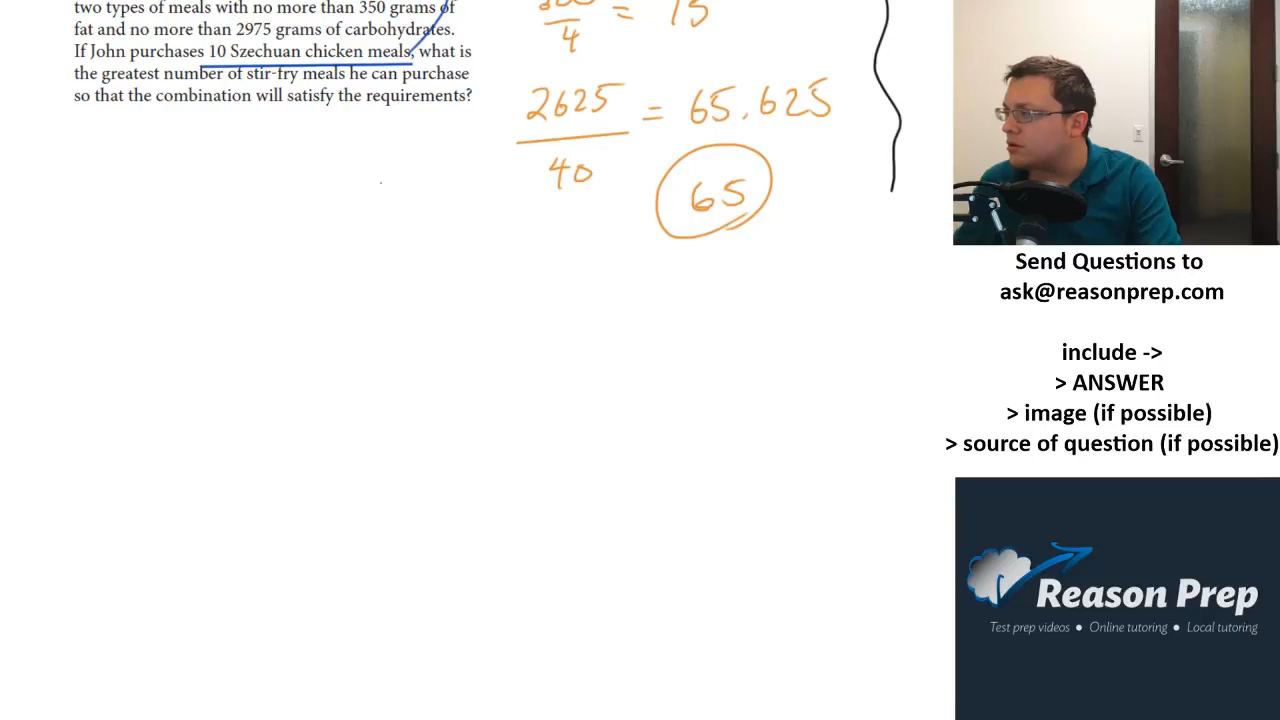 two types of meals with no more than 350 grams of
fat and no more than 2975 grams of carbohydrates.
If John purchases 10 Szechuan chicken meals, what is
the greatest number of stir-fry meals he can purchase
so that the combination will satisfy the requirements?
4
= 75
2625 = 65.625
40
65
Send Questions to
ask@reasonprep.com
include ->
> ANSWER
> image (if possible)
> source of question (if possible)
Reason Prep
Test prep videos ● Online tutoring ● Local tutoring